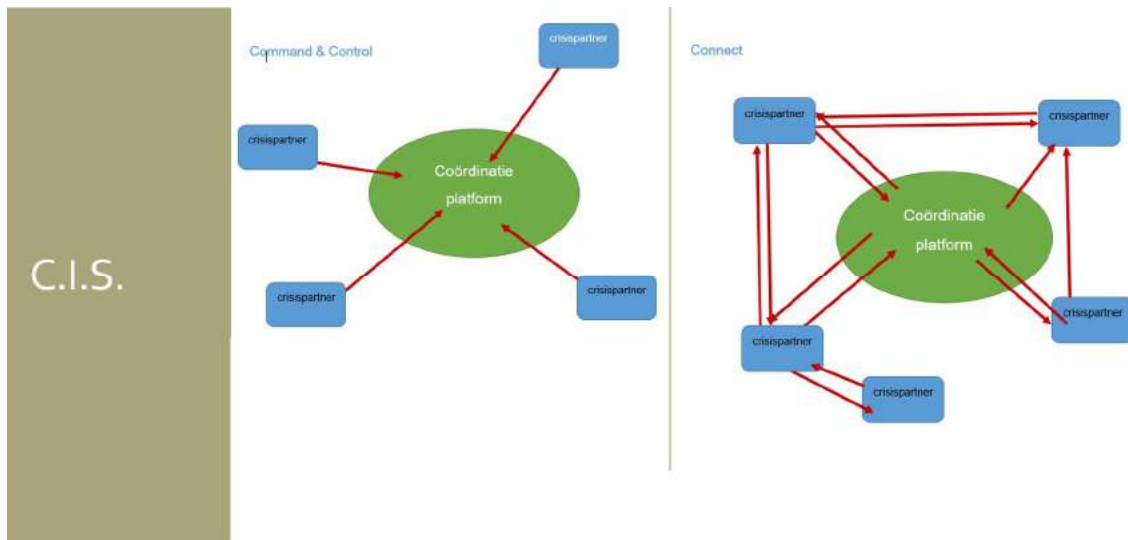 C.I.S.
Command & Control
crisispartner
crisispartner
Coördinatie
platform
crisispartner
crisispartner
Connect
crisispartner
crisispartner
Coördinatie
platform
crisispartner
crisispartner
crisispartner